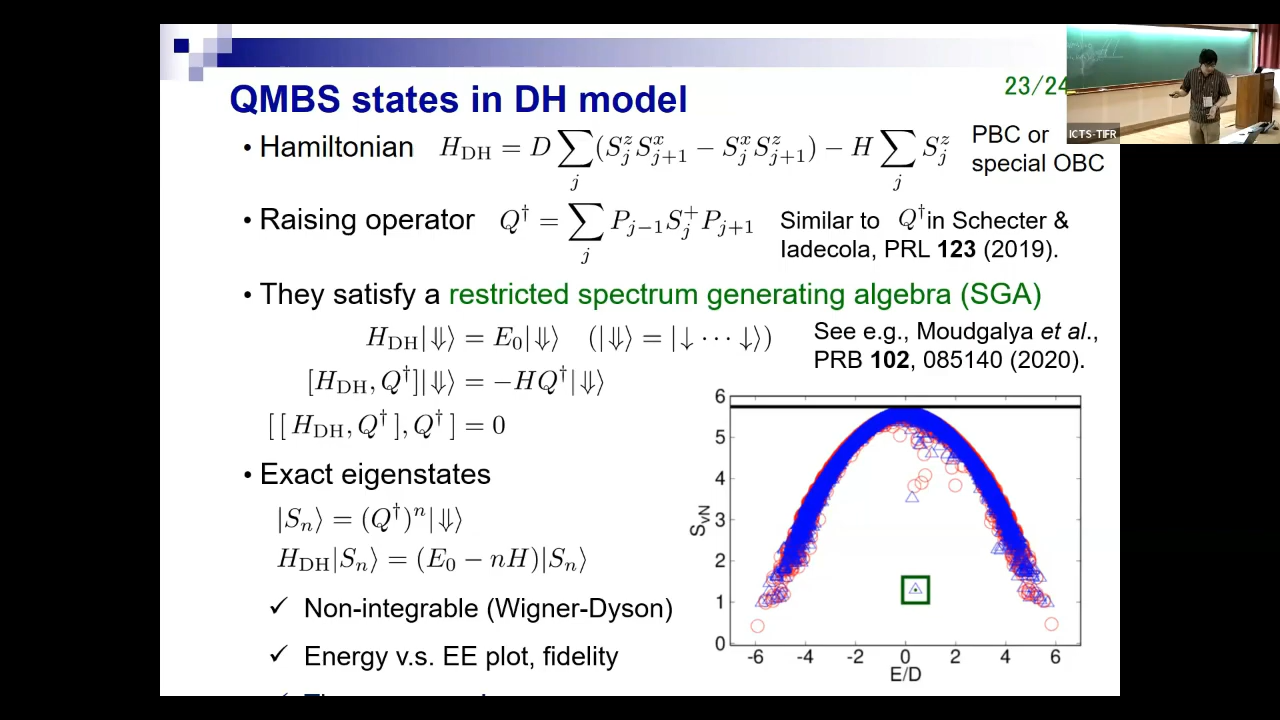 QMBS states in DH model
23/24
ICTS-TIFR
• Hamiltonian H_DH = D ∑_j (S^z_j S^x_{j+1} − S^x_j S^z_{j+1}) − H ∑_j S^z_j
PBC or
special OBC
• Raising operator Q^† = ∑_j P_{j−1} S^+_j P_{j+1}
Similar to Q^† in Schecter &
Iadecola, PRL 123 (2019).
• They satisfy a restricted spectrum generating algebra (SGA)
H_DH|⇓⟩ = E_0|⇓⟩ (|⇓⟩ = |↓ ⋯ ↓⟩)
See e.g., Moudgalya et al.,
PRB 102, 085140 (2020).
[H_DH, Q^†]|⇓⟩ = −HQ^†|⇓⟩
[ [ H_DH, Q^† ], Q^† ] = 0
• Exact eigenstates
|S_n⟩ = (Q^†)^n|⇓⟩
H_DH|S_n⟩ = (E_0 − nH)|S_n⟩
✓ Non-integrable (Wigner-Dyson)
✓ Energy v.s. EE plot, fidelity
6
5
4
3
2
1
0
S_vN
-6 -4 -2 0 2 4 6
E/D